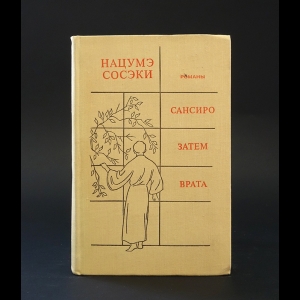 НАЦУМЭ
СОСЭКИ
РОМАНЫ
САНСИРО
ЗАТЕМ
ВРАТА